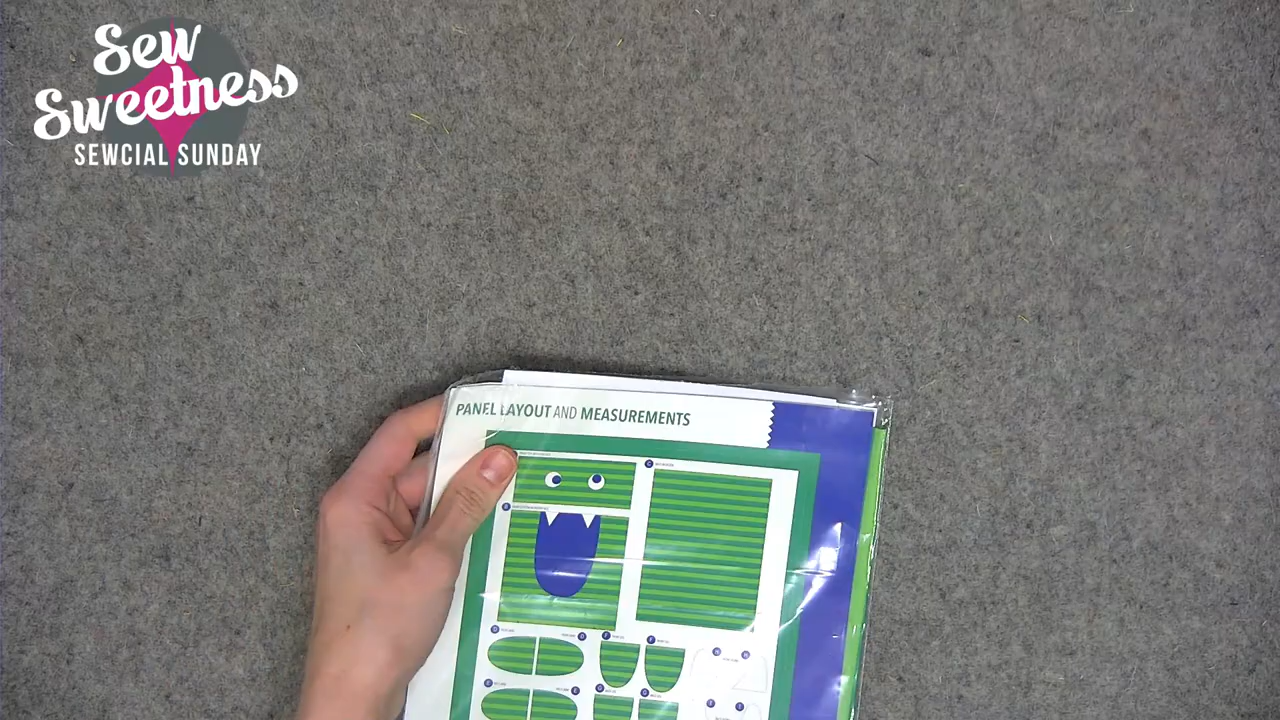 Sew
Sweetness
SEWCIAL SUNDAY
PANEL LAYOUT AND MEASUREMENTS
C
B
D
D
F
F
H
H
E
E
G
G
I
I